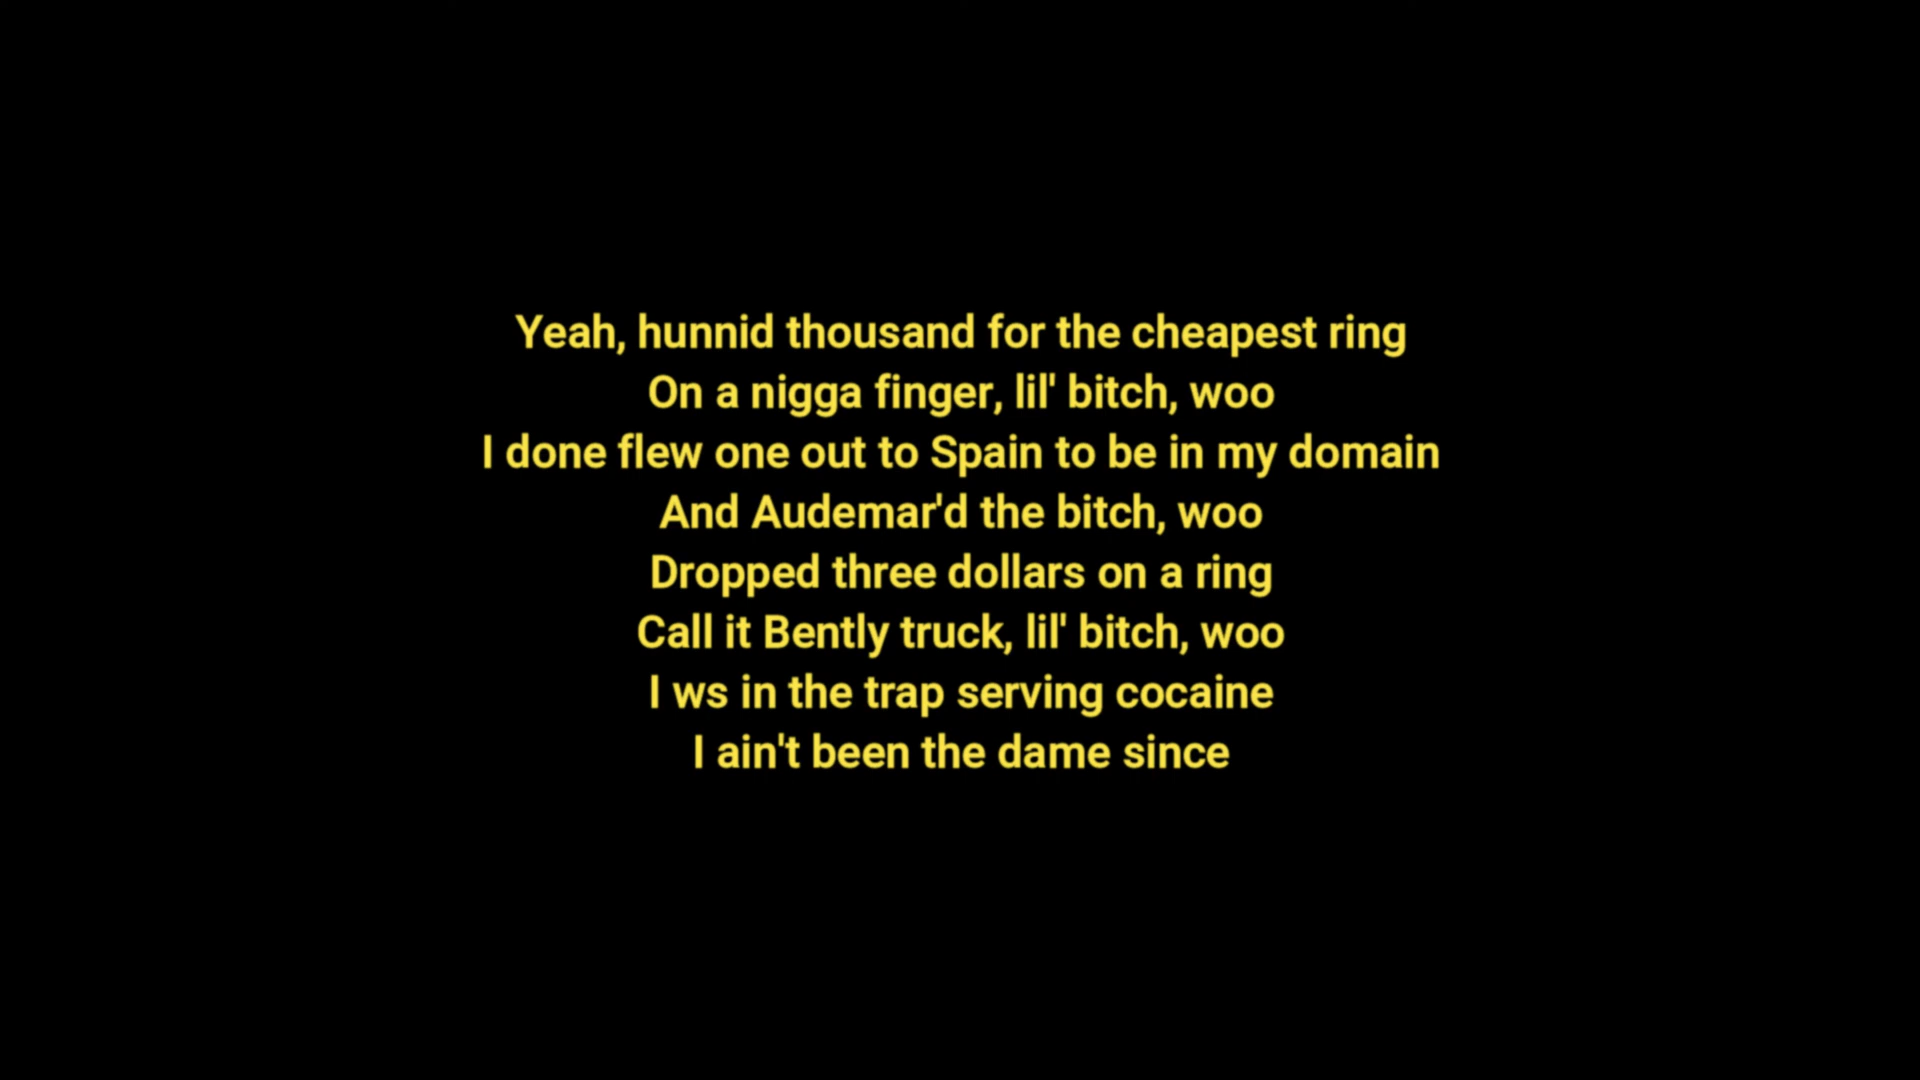 Yeah, hunnid thousand for the cheapest ring
On a nigga finger, lil' bitch, woo
I done flew one out to Spain to be in my domain
And Audemar'd the bitch, woo
Dropped three dollars on a ring
Call it Bently truck, lil' bitch, woo
I ws in the trap serving cocaine
I ain't been the dame since